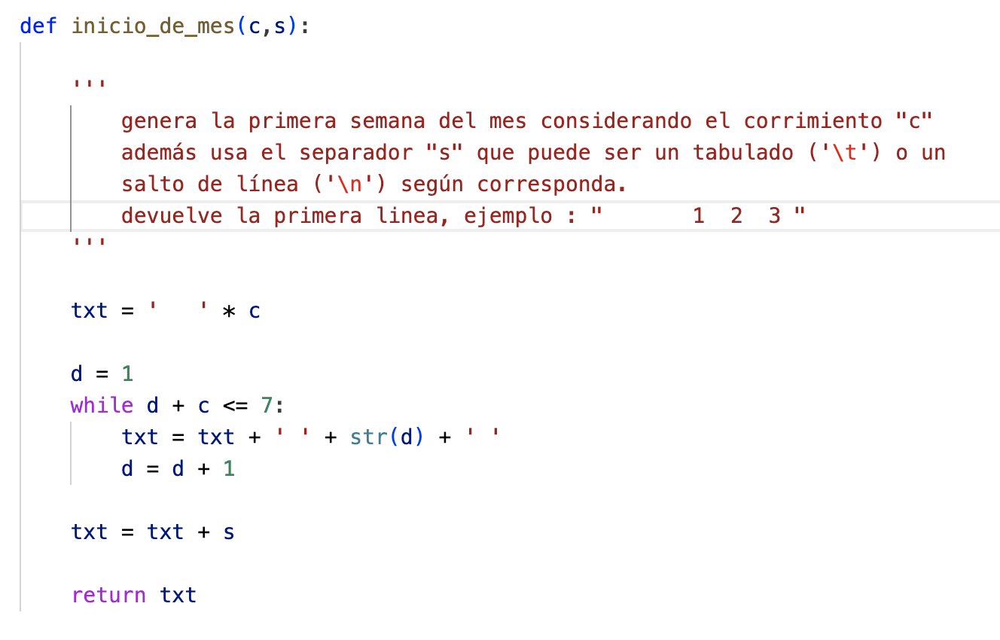 def inicio_de_mes(c,s):
    '''
        genera la primera semana del mes considerando el corrimiento "c"
        además usa el separador "s" que puede ser un tabulado ('\t') o un
        salto de línea ('\n') según corresponda.
        devuelve la primera linea, ejemplo : "       1  2  3 "
    '''
    txt = '   ' * c
    d = 1
    while d + c <= 7:
        txt = txt + ' ' + str(d) + ' '
        d = d + 1
    txt = txt + s
    return txt